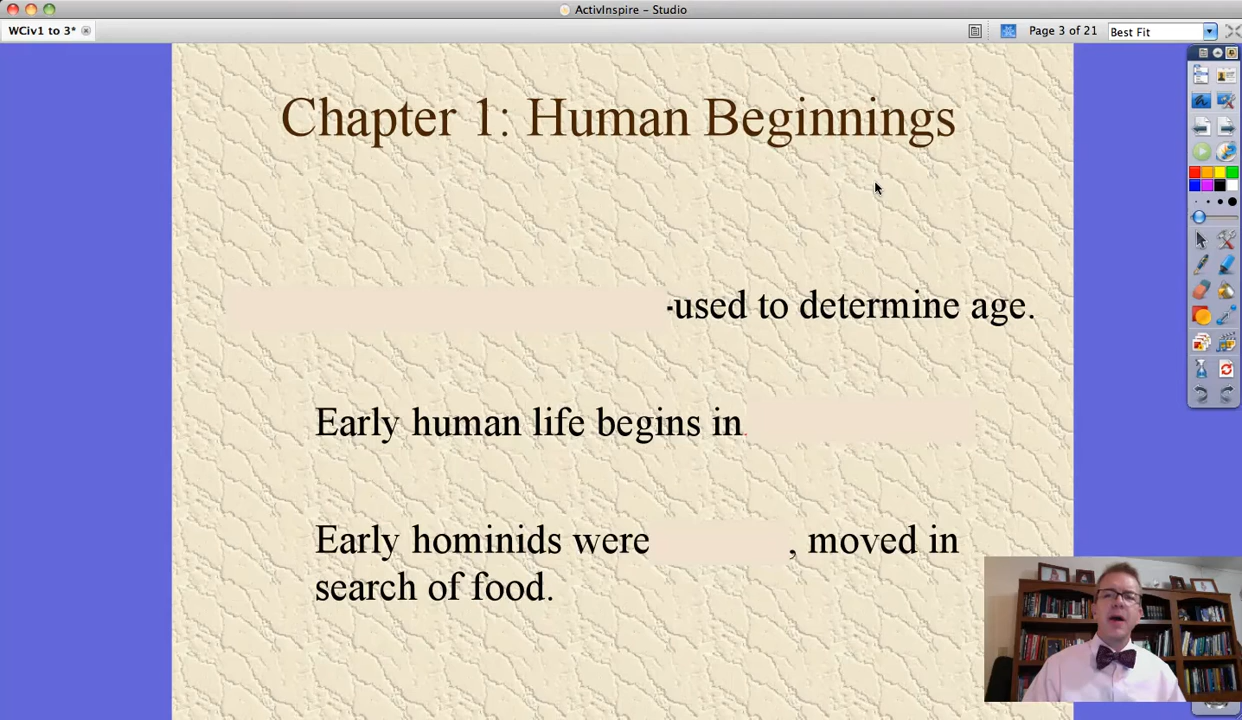 ActivInspire – Studio
WCiv1 to 3*
Page 3 of 21
Best Fit
Chapter 1: Human Beginnings
-used to determine age.
Early human life begins in
Early hominids were , moved in
search of food.